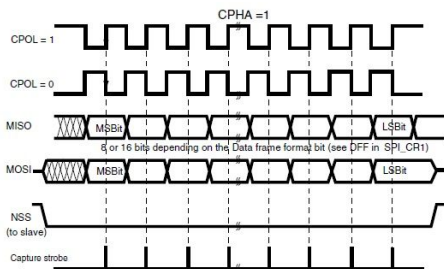 CPHA =1
CPOL = 1
CPOL = 0
MISO
MSBit
LSBit
8 or 16 bits depending on the Data frame format bit (see DFF in SPI_CR1)
MOSI
MSBit
LSBit
NSS
(to slave)
Capture strobe